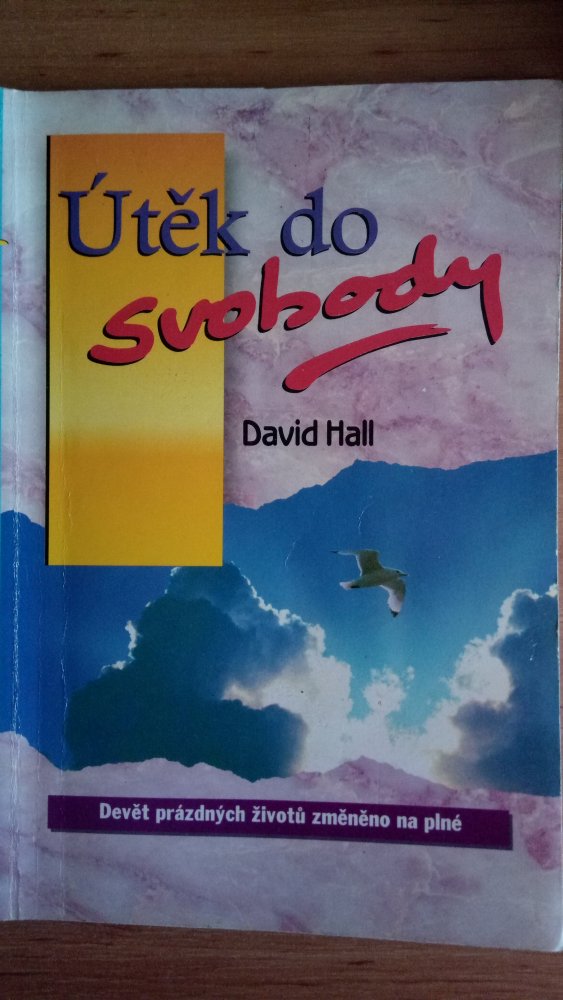 Útěk do
svobody
David Hall
Devět prázdných životů změněno na plné